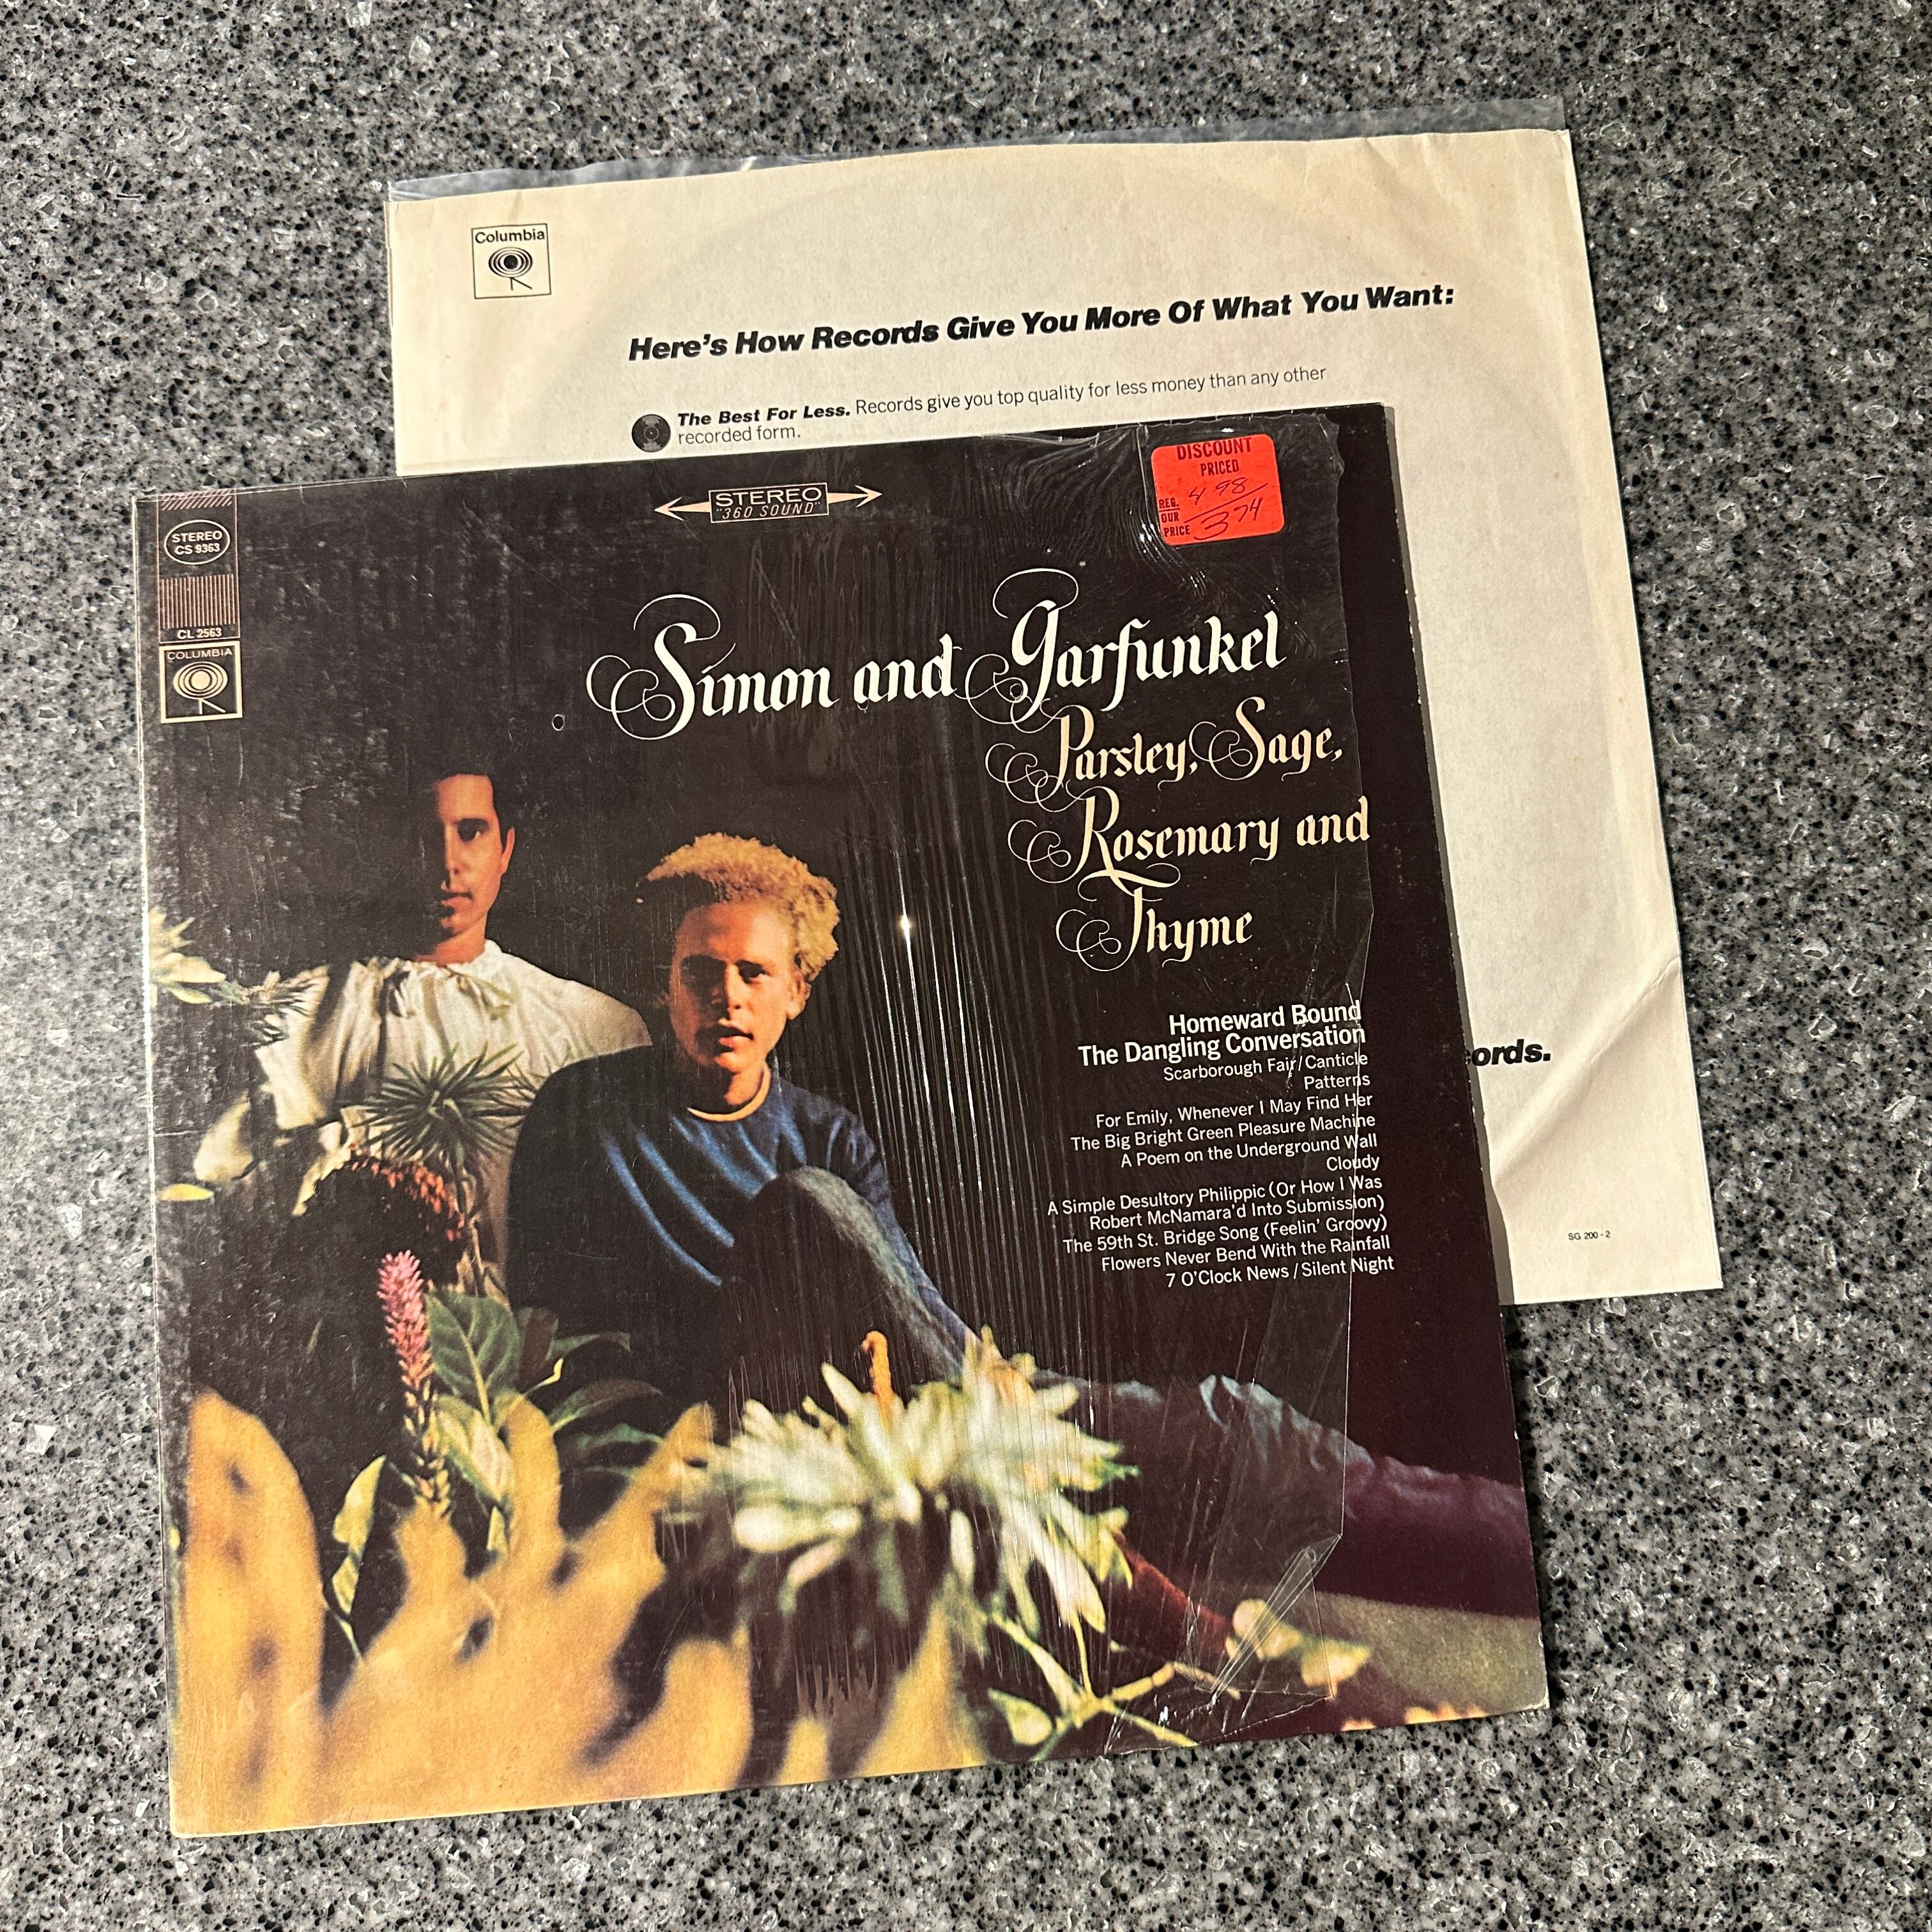 Columbia
Here's How Records Give You More Of What You Want:
The Best For Less. Records give you top quality for less money than any other
recorded form.
DISCOUNT
PRICED
REG. 4 98
OUR
PRICE 3 74
STEREO
"360 SOUND"
STEREO
CS 9363
CL 2563
COLUMBIA
Simon and Garfunkel
Parsley, Sage,
Rosemary and
Thyme
Homeward Bound
The Dangling Conversation
Scarborough Fair/Canticle
Patterns
For Emily, Whenever I May Find Her
The Big Bright Green Pleasure Machine
A Poem on the Underground Wall
Cloudy
A Simple Desultory Philippic (Or How I Was
Robert McNamara'd Into Submission)
The 59th St. Bridge Song (Feelin' Groovy)
Flowers Never Bend With the Rainfall
7 O'Clock News / Silent Night
ords.
SG 200-2